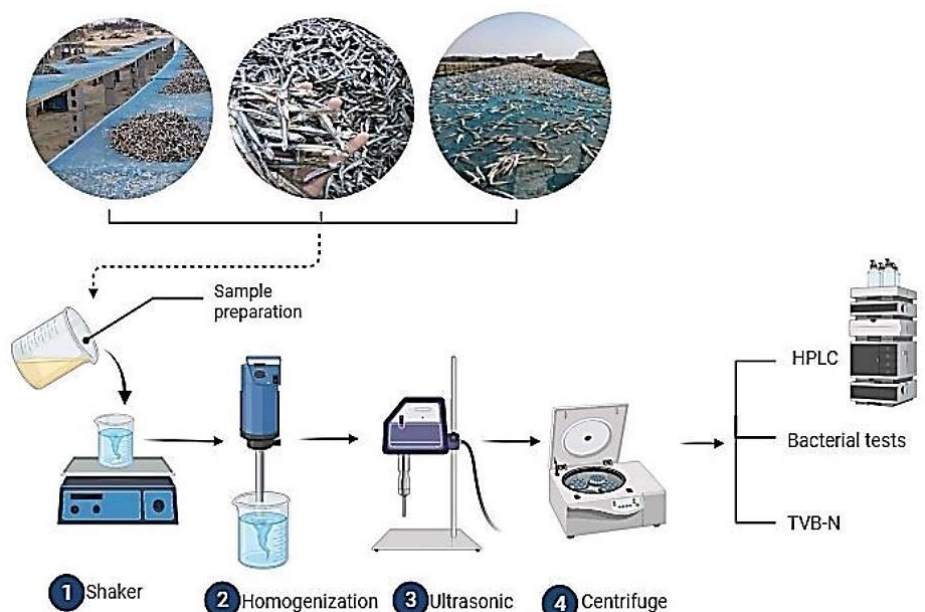 Sample
preparation
HPLC
Bacterial tests
TVB-N
1 Shaker
2 Homogenization
3 Ultrasonic
4 Centrifuge